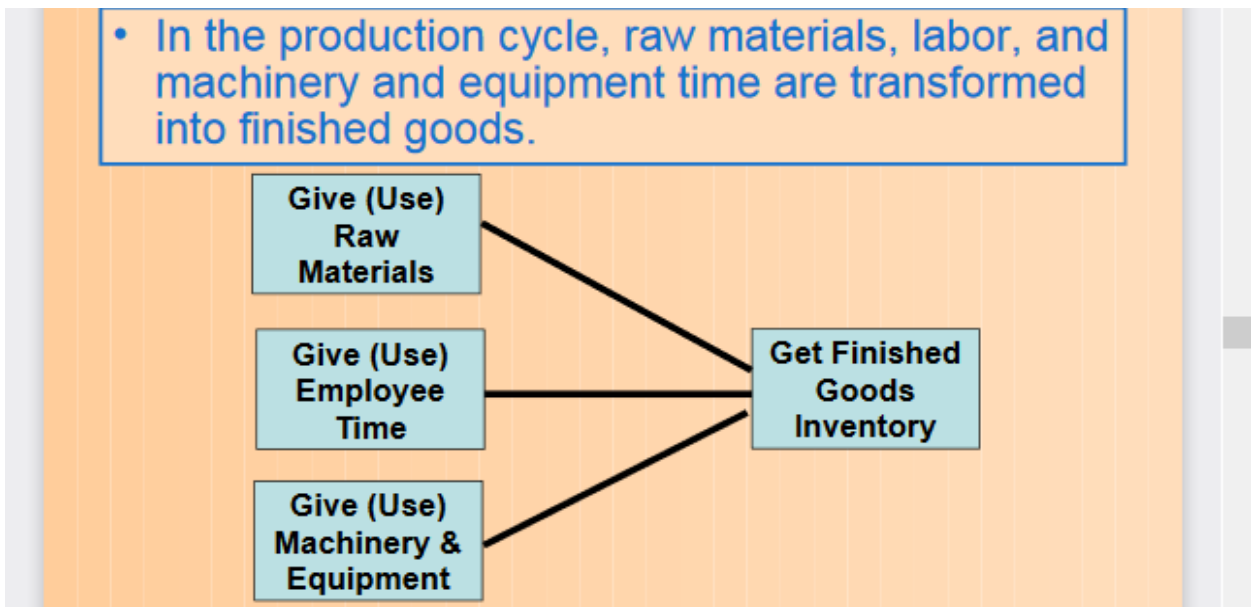 • In the production cycle, raw materials, labor, and
machinery and equipment time are transformed
into finished goods.
Give (Use)
Raw
Materials
Give (Use)
Employee
Time
Get Finished
Goods
Inventory
Give (Use)
Machinery &
Equipment